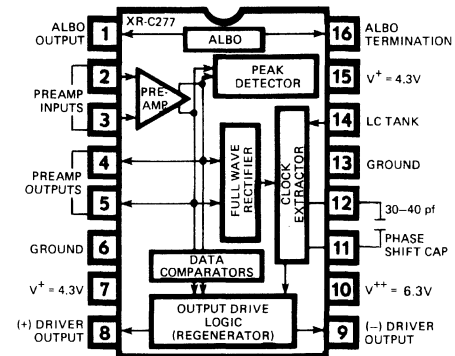 XR-C277
ALBO
OUTPUT
1
ALBO
16
ALBO
TERMINATION
2
PREAMP
INPUTS
3
PRE-
AMP
PEAK
DETECTOR
15
V+ = 4.3V
14
LC TANK
4
PREAMP
OUTPUTS
5
FULL WAVE
RECTIFIER
CLOCK
EXTRACTOR
13
GROUND
12
30–40 pf
11
PHASE
SHIFT CAP
6
GROUND
DATA
COMPARATORS
7
V+ = 4.3V
10
V++ = 6.3V
8
(+) DRIVER
OUTPUT
OUTPUT DRIVE
LOGIC
(REGENERATOR)
9
(–) DRIVER
OUTPUT